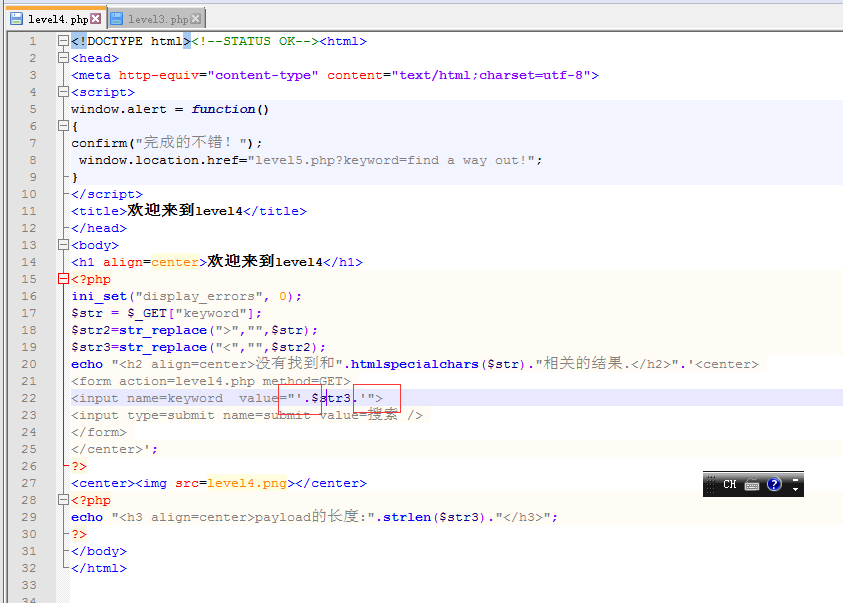 level4.php level3.php
1 <!DOCTYPE html><!--STATUS OK--><html>
2 <head>
3 <meta http-equiv="content-type" content="text/html;charset=utf-8">
4 <script>
5 window.alert = function()
6 {
7 confirm("完成的不错！");
8 window.location.href="level5.php?keyword=find a way out!";
9 }
10 </script>
11 <title>欢迎来到level4</title>
12 </head>
13 <body>
14 <h1 align=center>欢迎来到level4</h1>
15 <?php
16 ini_set("display_errors", 0);
17 $str = $_GET["keyword"];
18 $str2=str_replace(">","",$str);
19 $str3=str_replace("<","",$str2);
20 echo "<h2 align=center>没有找到和".htmlspecialchars($str)."相关的结果.</h2>".'<center>
21 <form action=level4.php method=GET>
22 <input name=keyword  value="'.$str3.'">
23 <input type=submit name=submit value=搜索 />
24 </form>
25 </center>';
26 ?>
27 <center><img src=level4.png></center>
28 <?php
29 echo "<h3 align=center>payload的长度:".strlen($str3)."</h3>";
30 ?>
31 </body>
32 </html>
33
34
CH